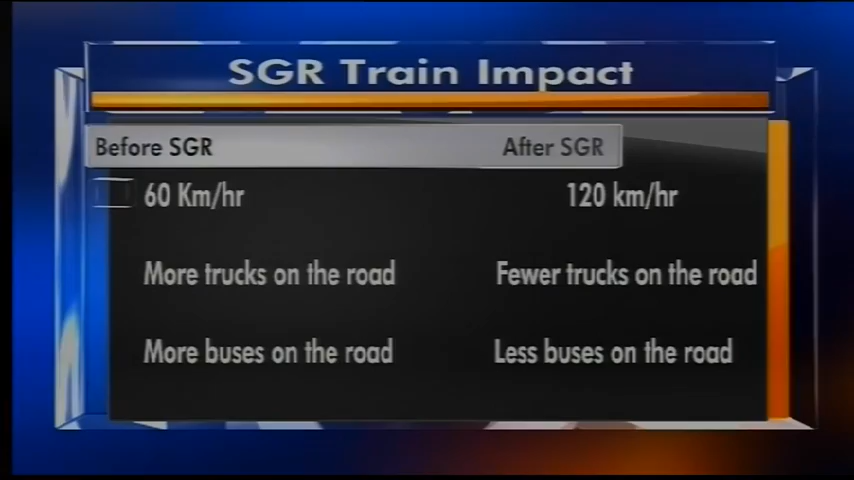 SGR Train Impact
Before SGR After SGR
60 Km/hr 120 km/hr
More trucks on the road Fewer trucks on the road
More buses on the road Less buses on the road